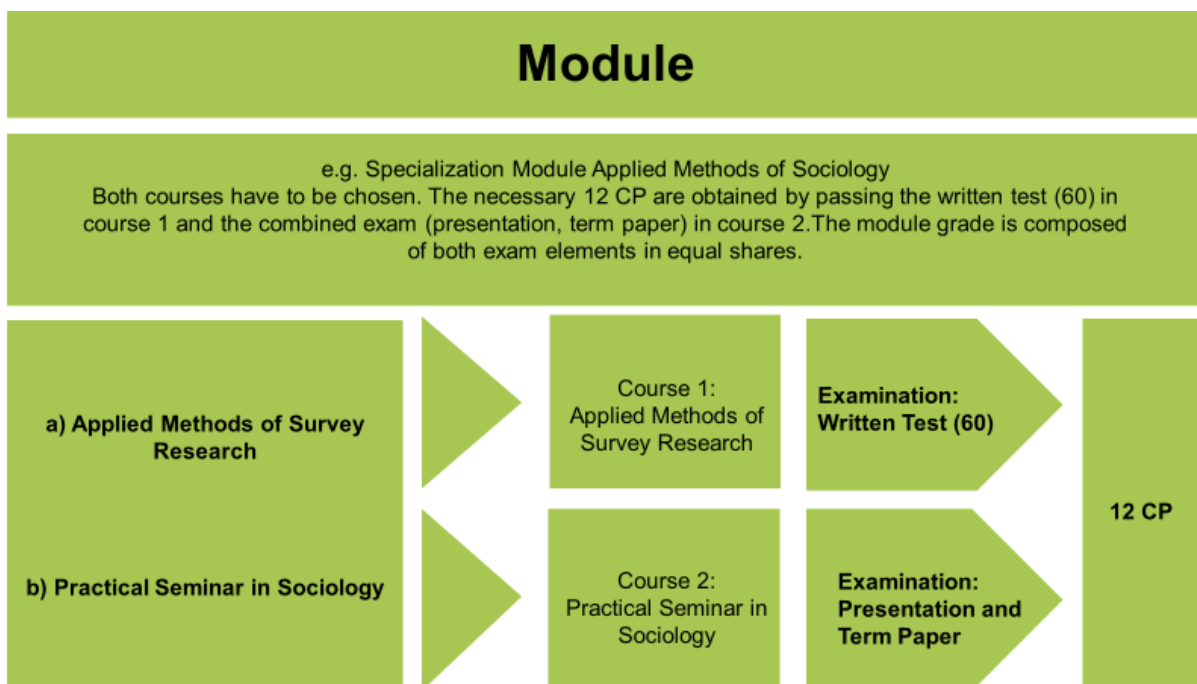 Module
e.g. Specialization Module Applied Methods of Sociology
Both courses have to be chosen. The necessary 12 CP are obtained by passing the written test (60) in
course 1 and the combined exam (presentation, term paper) in course 2.The module grade is composed
of both exam elements in equal shares.
a) Applied Methods of Survey
Research
Course 1:
Applied Methods of
Survey Research
Examination:
Written Test (60)
12 CP
b) Practical Seminar in Sociology
Course 2:
Practical Seminar in
Sociology
Examination:
Presentation and
Term Paper